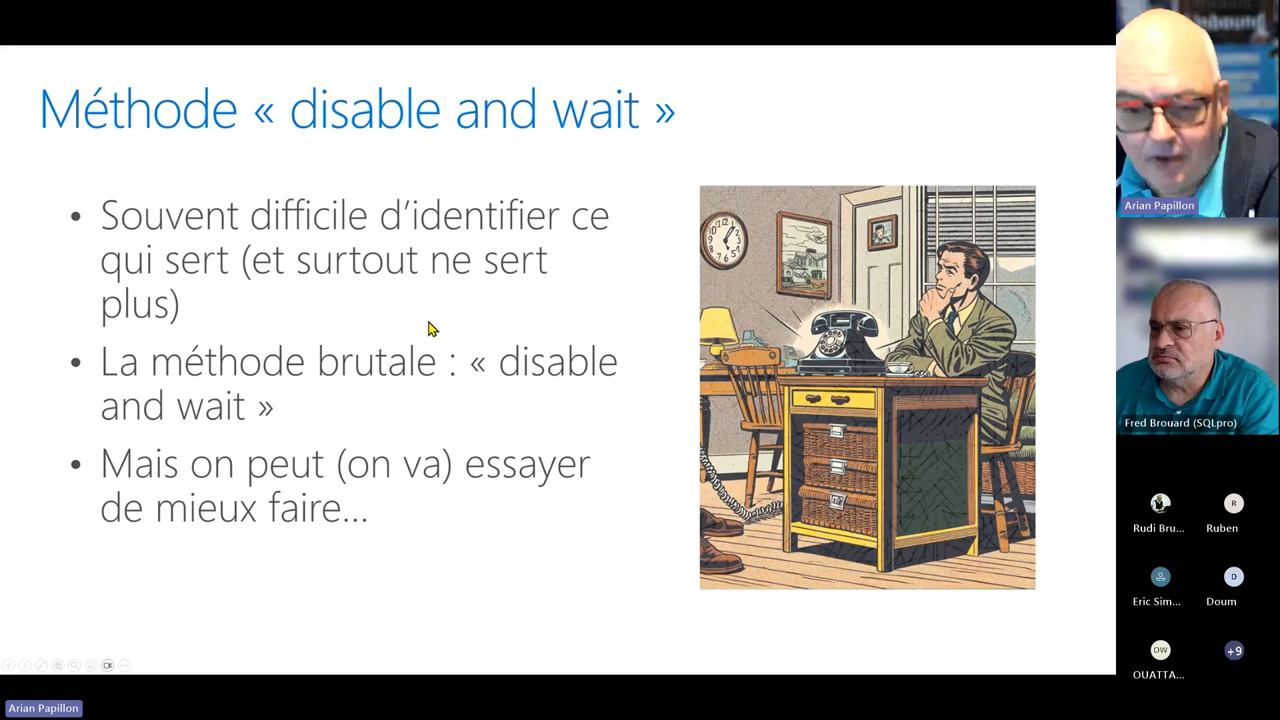 Méthode « disable and wait »
• Souvent difficile d’identifier ce
qui sert (et surtout ne sert
plus)
• La méthode brutale : « disable
and wait »
• Mais on peut (on va) essayer
de mieux faire…
Arian Papillon
Fred Brouard (SQLpro)
Rudi Bru...
R
Ruben
Eric Sim...
D
Doum
OW
OUATTA...
+9
Arian Papillon